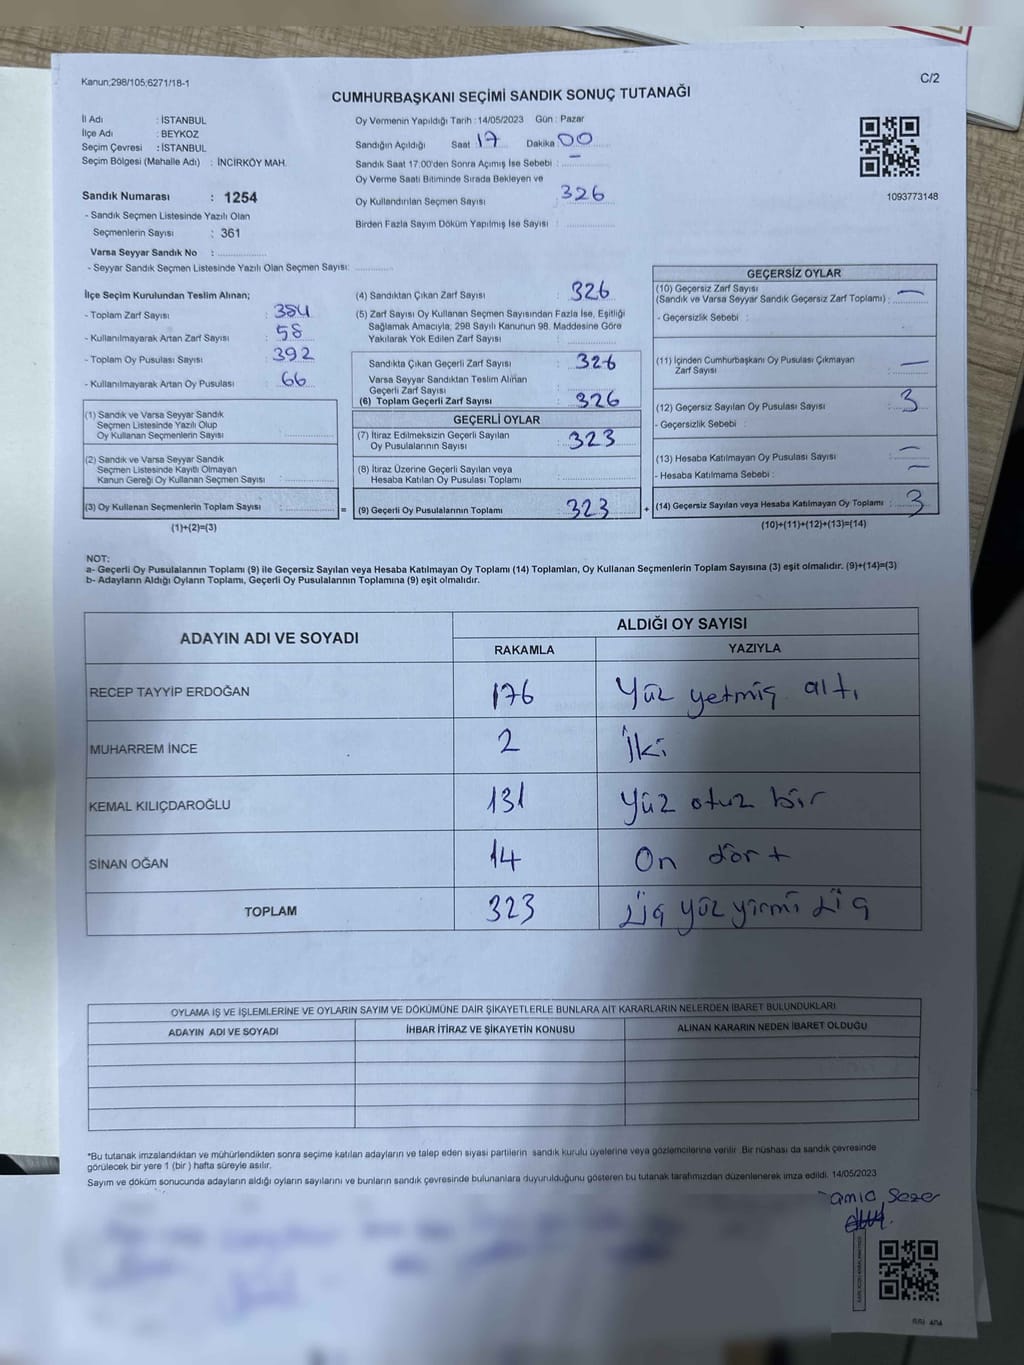 Kanun;298/105;6271/18-1
C/2
CUMHURBAŞKANI SEÇİMİ SANDIK SONUÇ TUTANAĞI
İl Adı : İSTANBUL
İlçe Adı : BEYKOZ
Seçim Çevresi : İSTANBUL
Seçim Bölgesi (Mahalle Adı) : İNCİRKÖY MAH.
Sandık Numarası : 1254
- Sandık Seçmen Listesinde Yazılı Olan
Seçmenlerin Sayısı : 361
Varsa Seyyar Sandık No :
- Seyyar Sandık Seçmen Listesinde Yazılı Olan Seçmen Sayısı:
Oy Vermenin Yapıldığı Tarih : 14/05/2023 Gün : Pazar
Sandığın Açıldığı Saat 17 Dakika 00
Sandık Saat 17:00'den Sonra Açımış İse Sebebi : –
Oy Verme Saati Bitiminde Sırada Bekleyen ve
Oy Kullandırılan Seçmen Sayısı : 326
Birden Fazla Sayım Döküm Yapılmış İse Sayısı :
1093773148
İlçe Seçim Kurulundan Teslim Alınan;
- Toplam Zarf Sayısı : 384
- Kullanılmayarak Artan Zarf Sayısı : 58
- Toplam Oy Pusulası Sayısı : 392
- Kullanılmayarak Artan Oy Pusulası : 66
(1) Sandık ve Varsa Seyyar Sandık
Seçmen Listesinde Yazılı Olup
Oy Kullanan Seçmenlerin Sayısı :
(2) Sandık ve Varsa Seyyar Sandık
Seçmen Listesinde Kayıtlı Olmayan
Kanun Gereği Oy Kullanan Seçmen Sayısı :
(3) Oy Kullanan Seçmenlerin Toplam Sayısı : =
(1)+(2)=(3)
(4) Sandıktan Çıkan Zarf Sayısı : 326
(5) Zarf Sayısı Oy Kullanan Seçmen Sayısından Fazla İse, Eşitliği
Sağlamak Amacıyla, 298 Sayılı Kanunun 98. Maddesine Göre
Yakılarak Yok Edilen Zarf Sayısı :
Sandıkta Çıkan Geçerli Zarf Sayısı : 326
Varsa Seyyar Sandıktan Teslim Alınan
Geçerli Zarf Sayısı :
(6) Toplam Geçerli Zarf Sayısı : 326
GEÇERLİ OYLAR
(7) İtiraz Edilmeksizin Geçerli Sayılan
Oy Pusulalarının Sayısı : 323
(8) İtiraz Üzerine Geçerli Sayılan veya
Hesaba Katılan Oy Pusulası Toplamı :
(9) Geçerli Oy Pusulalarının Toplamı : 323 +
GEÇERSİZ OYLAR
(10) Geçersiz Zarf Sayısı
(Sandık ve Varsa Seyyar Sandık Geçersiz Zarf Toplamı) : –
- Geçersizlik Sebebi :
(11) İçinden Cumhurbaşkanı Oy Pusulası Çıkmayan
Zarf Sayısı : –
(12) Geçersiz Sayılan Oy Pusulası Sayısı : 3
- Geçersizlik Sebebi :
(13) Hesaba Katılmayan Oy Pusulası Sayısı : –
- Hesaba Katılmama Sebebi : –
(14) Geçersiz Sayılan veya Hesaba Katılmayan Oy Toplamı : 3
(10)+(11)+(12)+(13)=(14)
NOT:
a- Geçerli Oy Pusulalarının Toplamı (9) ile Geçersiz Sayılan veya Hesaba Katılmayan Oy Toplamı (14) Toplamları, Oy Kullanan Seçmenlerin Toplam Sayısına (3) eşit olmalıdır. (9)+(14)=(3)
b- Adayların Aldığı Oyların Toplamı, Geçerli Oy Pusulalarının Toplamına (9) eşit olmalıdır.
ADAYIN ADI VE SOYADI
ALDIĞI OY SAYISI
RAKAMLA YAZIYLA
RECEP TAYYİP ERDOĞAN 176 Yüz yetmiş altı
MUHARREM İNCE 2 İki
KEMAL KILIÇDAROĞLU 131 Yüz otuz bir
SİNAN OĞAN 14 On dört
TOPLAM 323 Üç yüz yirmi üç
OYLAMA İŞ VE İŞLEMLERİNE VE OYLARIN SAYIM VE DÖKÜMÜNE DAİR ŞİKAYETLERLE BUNLARA AİT KARARLARIN NELERDEN İBARET BULUNDUKLARI
ADAYIN ADI VE SOYADI İHBAR İTİRAZ VE ŞİKAYETİN KONUSU ALINAN KARARIN NEDEN İBARET OLDUĞU
*Bu tutanak imzalandıktan ve mühürlendikten sonra seçime katılan adayların ve talep eden siyasi partilerin sandık kurulu üyelerine veya gözlemcilerine verilir. Bir nüshası da sandık çevresinde
görülecek bir yere 1 (bir ) hafta süreyle asılır.
Sayım ve döküm sonucunda adayların aldığı oyların sayılarını ve bunların sandık çevresinde bulunanlara duyurulduğunu gösteren bu tutanak tarafımızdan düzenlenerek imza edildi. 14/05/2023
Sezer